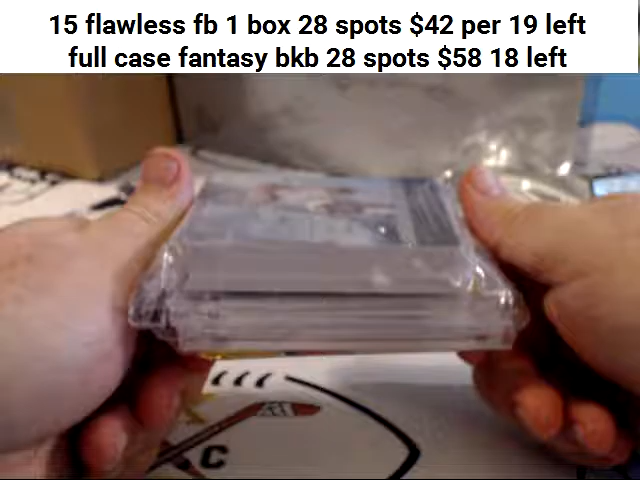 15 flawless fb 1 box 28 spots $42 per 19 left
full case fantasy bkb 28 spots $58 18 left
C